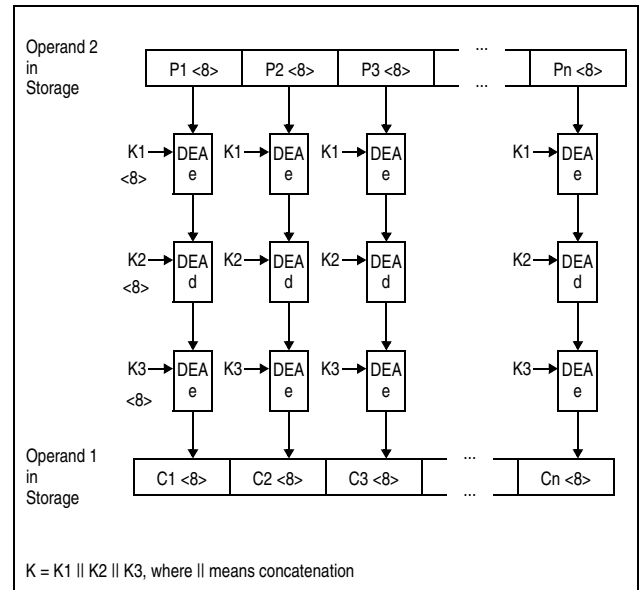 Operand 2
in
Storage
...
P1 <8> P2 <8> P3 <8> ... Pn <8>
K1 DEA K1 DEA K1 DEA K1 DEA
<8> e e e e
K2 DEA K2 DEA K2 DEA K2 DEA
<8> d d d d
K3 DEA K3 DEA K3 DEA K3 DEA
<8> e e e e
Operand 1
in
Storage
...
C1 <8> C2 <8> C3 <8> ... Cn <8>
K = K1 || K2 || K3, where || means concatenation